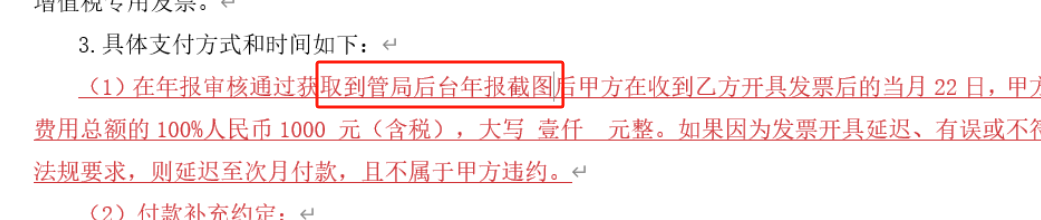 增值税专用发票。
3.具体支付方式和时间如下：
（1）在年报审核通过获取到管局后台年报截图后甲方在收到乙方开具发票后的当月 22 日，甲方
费用总额的 100%人民币 1000 元（含税），大写 壹仟 元整。如果因为发票开具延迟、有误或不符
法规要求，则延迟至次月付款，且不属于甲方违约。
（2）付款补充约定：